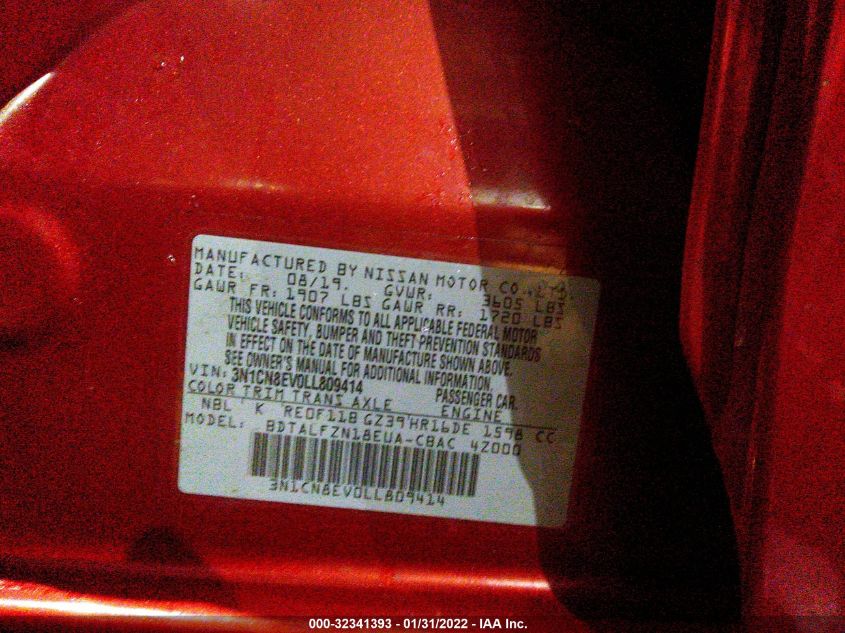 MANUFACTURED BY NISSAN MOTOR CO., LTD.
DATE: 08/19. GVWR: 3605 LBS
GAWR FR: 1907 LBS GAWR RR: 1720 LBS
THIS VEHICLE CONFORMS TO ALL APPLICABLE FEDERAL MOTOR
VEHICLE SAFETY, BUMPER AND THEFT PREVENTION STANDARDS
IN EFFECT ON THE DATE OF MANUFACTURE SHOWN ABOVE.
SEE OWNER'S MANUAL FOR ADDITIONAL INFORMATION.
VIN: 3N1CN8EV0LL809414 PASSENGER CAR.
COLOR TRIM TRANS AXLE ENGINE
NBL K RE0F11B GZ39 HR16DE 1598 CC
MODEL: BDTALFZN18EUA-CBAC 4Z000
3N1CN8EV0LL809414
000-32341393 - 01/31/2022 - IAA Inc.